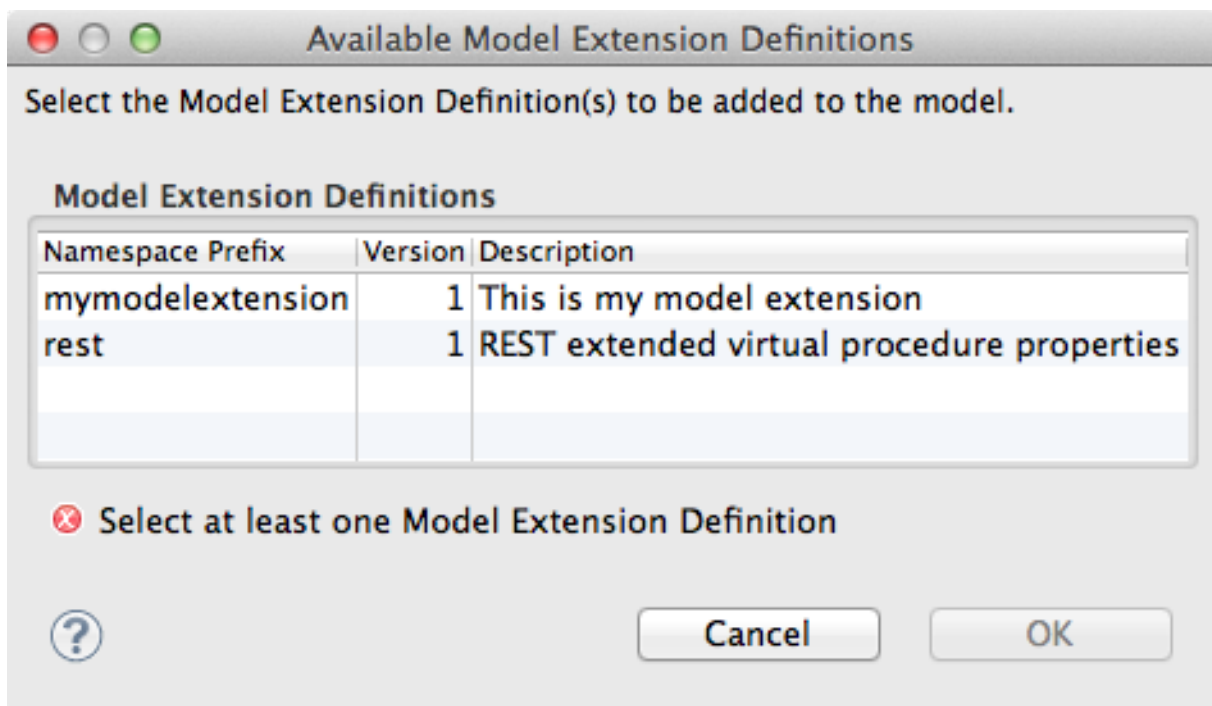 Available Model Extension Definitions
Select the Model Extension Definition(s) to be added to the model.
Model Extension Definitions
Namespace Prefix Version Description
mymodelextension 1 This is my model extension
rest 1 REST extended virtual procedure properties
Select at least one Model Extension Definition
? Cancel OK